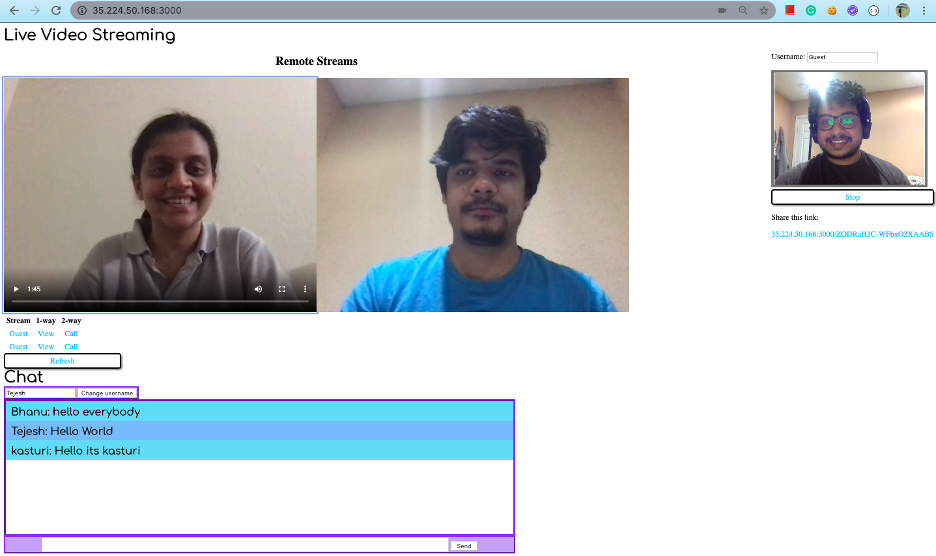 35.224.50.168:3000
Live Video Streaming
Remote Streams
Username: Guest
1:45
Stop
Share this link:
35.224.50.168:3000/ZODRaH3C-WFbxO2XAABS
Stream 1-way 2-way
Guest View Call
Guest View Call
Refresh
Chat
Tejesh Change username
Bhanu: hello everybody
Tejesh: Hello World
kasturi: Hello its kasturi
Send